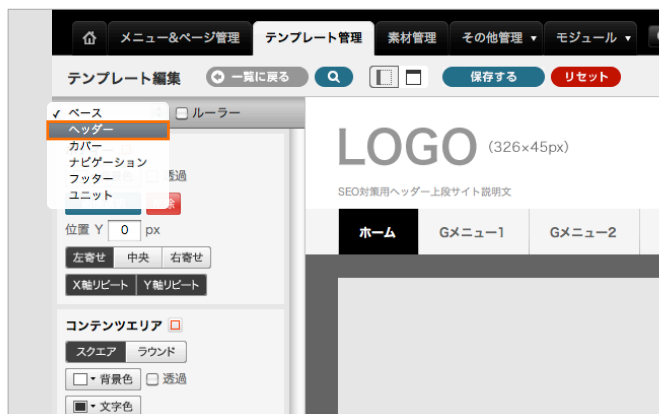 メニュー&ページ管理 テンプレート管理 素材管理 その他管理 ▼ モジュール ▼
テンプレート編集 一覧に戻る 保存する リセット
✓ ベース ルーラー
ヘッダー
カバー
ナビゲーション
フッター
ユニット
透過
位置 Y 0 px
左寄せ 中央 右寄せ
X軸リピート Y軸リピート
コンテンツエリア
スクエア ラウンド
背景色 透過
文字色
LOGO (326×45px)
SEO対策用ヘッダー上段サイト説明文
ホーム Gメニュー1 Gメニュー2